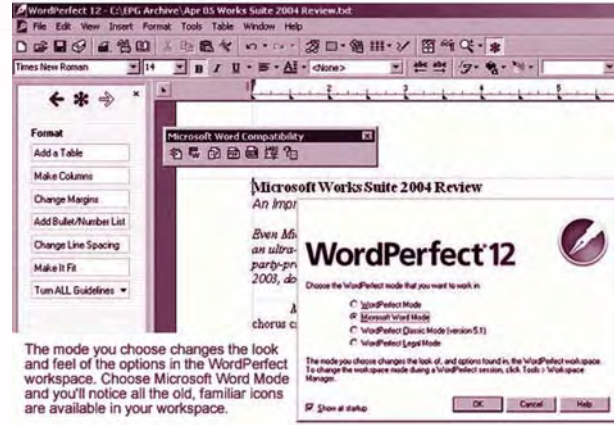 WordPerfect 12 - C:\EPG Archive\Apr 05 Works Suite 2004 Review.txt
File Edit View Insert Format Tools Table Window Help
Times New Roman 14 B I U <None>
Format
Add a Table
Make Columns
Change Margins
Add Bullet/Number List
Change Line Spacing
Make It Fit
Turn ALL Guidelines
Microsoft Word Compatibility
Microsoft Works Suite 2004 Review
An Impr
Even Mi
an ultra-
party-pr
2003, do
chorus c
WordPerfect 12
Choose the WordPerfect mode that you want to work in
WordPerfect Mode
Microsoft Word Mode
WordPerfect Classic Mode (version 5.1)
WordPerfect Legal Mode
The mode you choose changes the look of, and options found in, the WordPerfect workspace.
To change the workspace mode during a WordPerfect session, click Tools > Workspace
Manager.
Show at startup
OK Cancel Help
The mode you choose changes the look
and feel of the options in the WordPerfect
workspace. Choose Microsoft Word Mode
and you'll notice all the old, familiar icons
are available in your workspace.